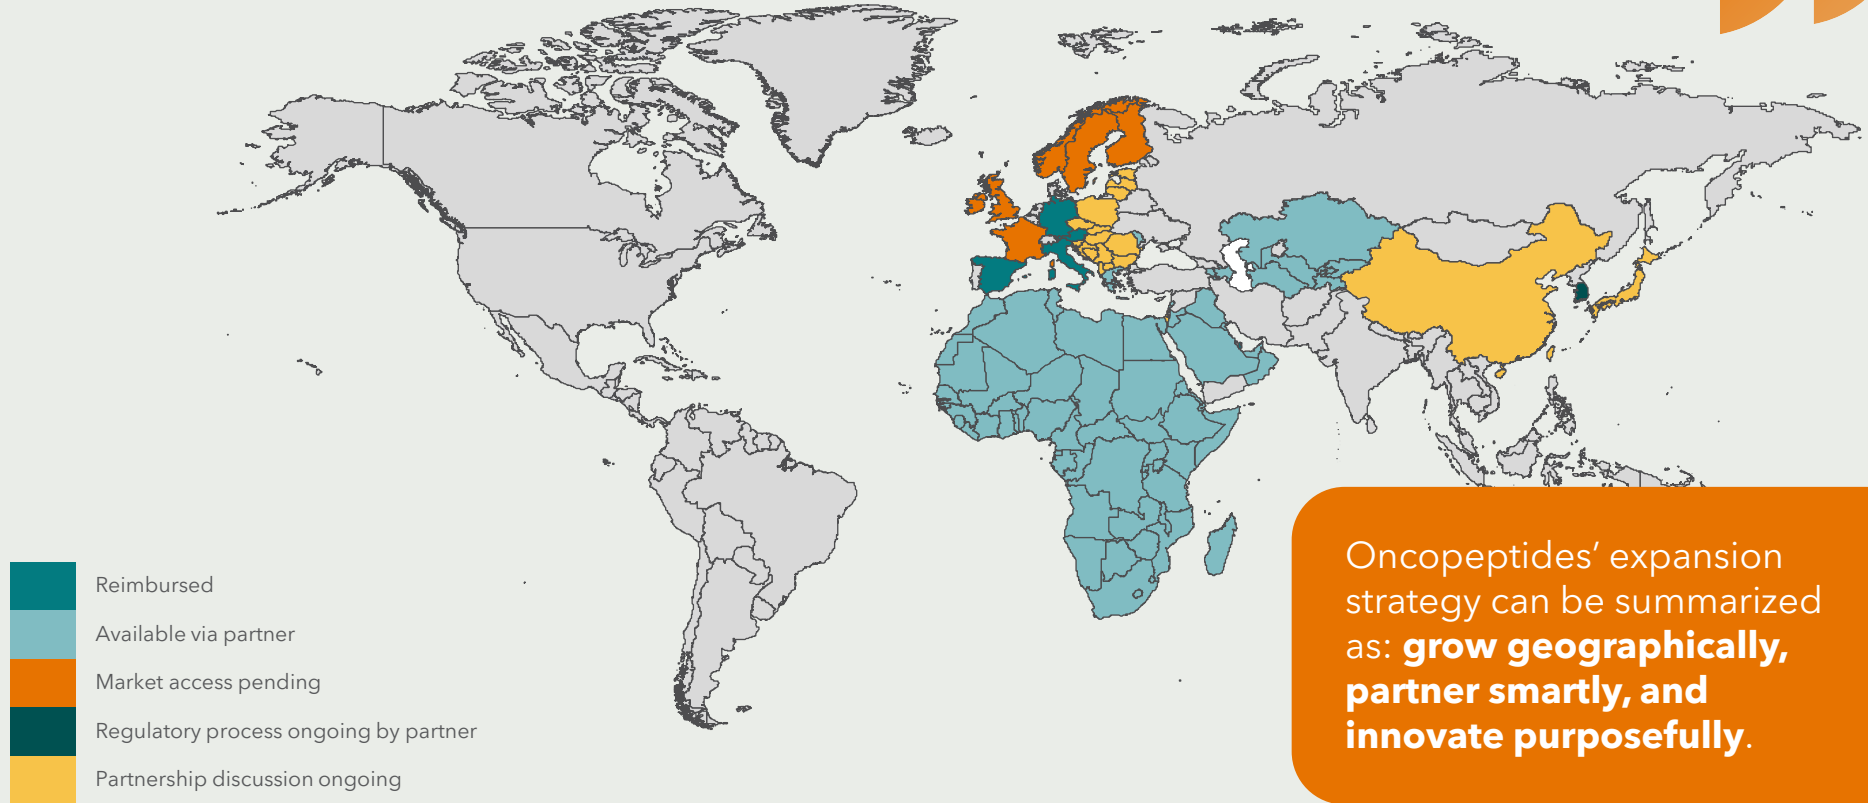 Reimbursed
Available via partner
Market access pending
Regulatory process ongoing by partner
Partnership discussion ongoing
Oncopeptides’ expansion
strategy can be summarized
as: grow geographically,
partner smartly, and
innovate purposefully.